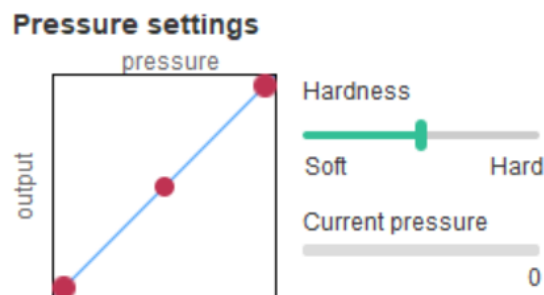 Pressure settings
pressure
output
Hardness
Soft Hard
Current pressure
0